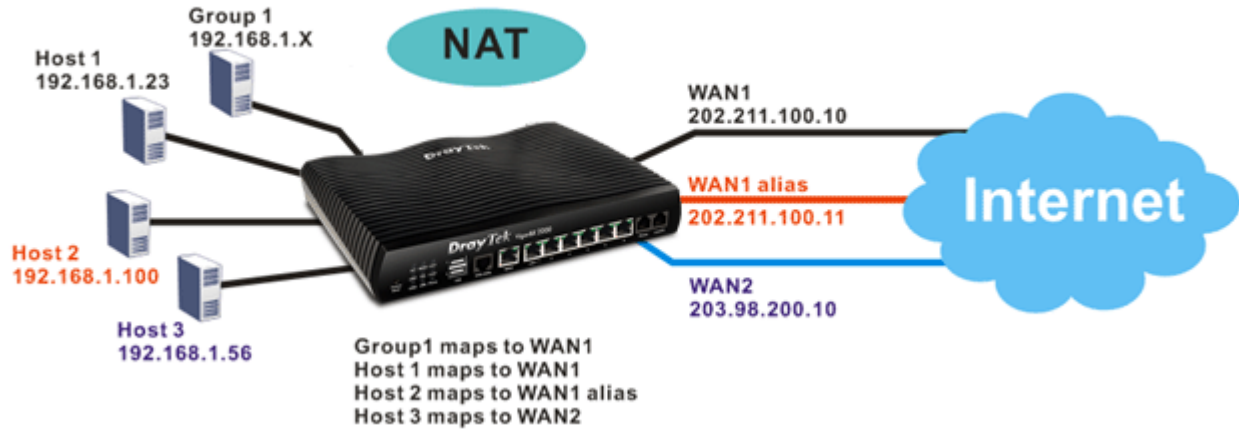 Group 1
192.168.1.X
NAT
Host 1
192.168.1.23
WAN1
202.211.100.10
DrayTek
WAN1 alias
202.211.100.11
Internet
Host 2
192.168.1.100
DrayTek
WAN2
203.98.200.10
Host 3
192.168.1.56
Group1 maps to WAN1
Host 1 maps to WAN1
Host 2 maps to WAN1 alias
Host 3 maps to WAN2